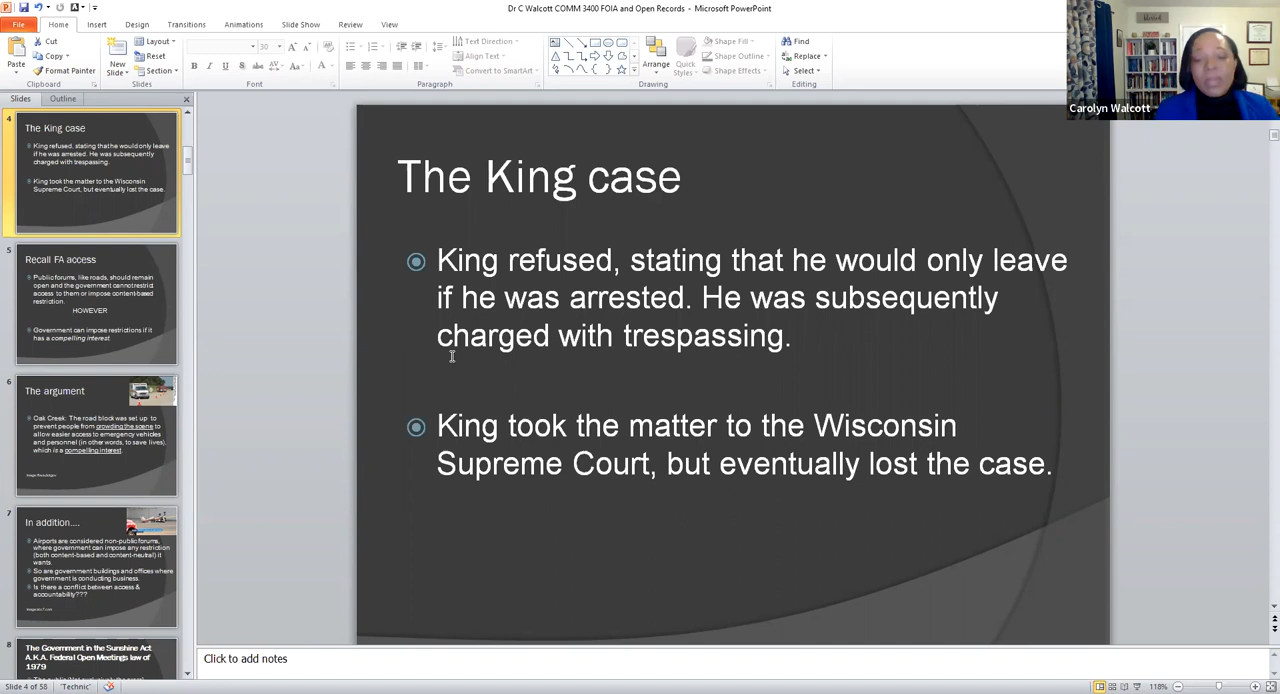 Dr C Walcott COMM 3400 FOIA and Open Records - Microsoft PowerPoint
File Home Insert Design Transitions Animations Slide Show Review View
Paste
Cut
Copy
Format Painter
Clipboard
New
Slide
Layout
Reset
Section
Slides
30
Font
Paragraph
Text Direction
Align Text
Convert to SmartArt
Arrange
Quick
Styles
Shape Fill
Shape Outline
Shape Effects
Drawing
Find
Replace
Select
Editing
Carolyn Walcott
Slides Outline
4
The King case
King refused, stating that he would only leave
if he was arrested. He was subsequently
charged with trespassing.
King took the matter to the Wisconsin
Supreme Court, but eventually lost the case.
5
Recall FA access
Public forums, like roads, should remain
open and the government cannot restrict
access to them or impose content-based
restriction.
HOWEVER
Government can impose restrictions if it
has a compelling interest.
6
The argument
Oak Creek: The road block was set up to
prevent people from crowding the scene to
allow easier access to emergency vehicles
and personnel (in other words, to save lives),
which is a compelling interest.
7
In addition....
Airports are considered non-public forums,
where government can impose any restriction
(both content-based and content-neutral) it
wants.
So are government buildings and offices where
government is conducting business.
Is there a conflict between access &
accountability???
8
The Government in the Sunshine Act
A.K.A. Federal Open Meetings law of
1979
The King case
King refused, stating that he would only leave
if he was arrested. He was subsequently
charged with trespassing.
King took the matter to the Wisconsin
Supreme Court, but eventually lost the case.
Click to add notes
Slide 4 of 58 "Technic" 118%